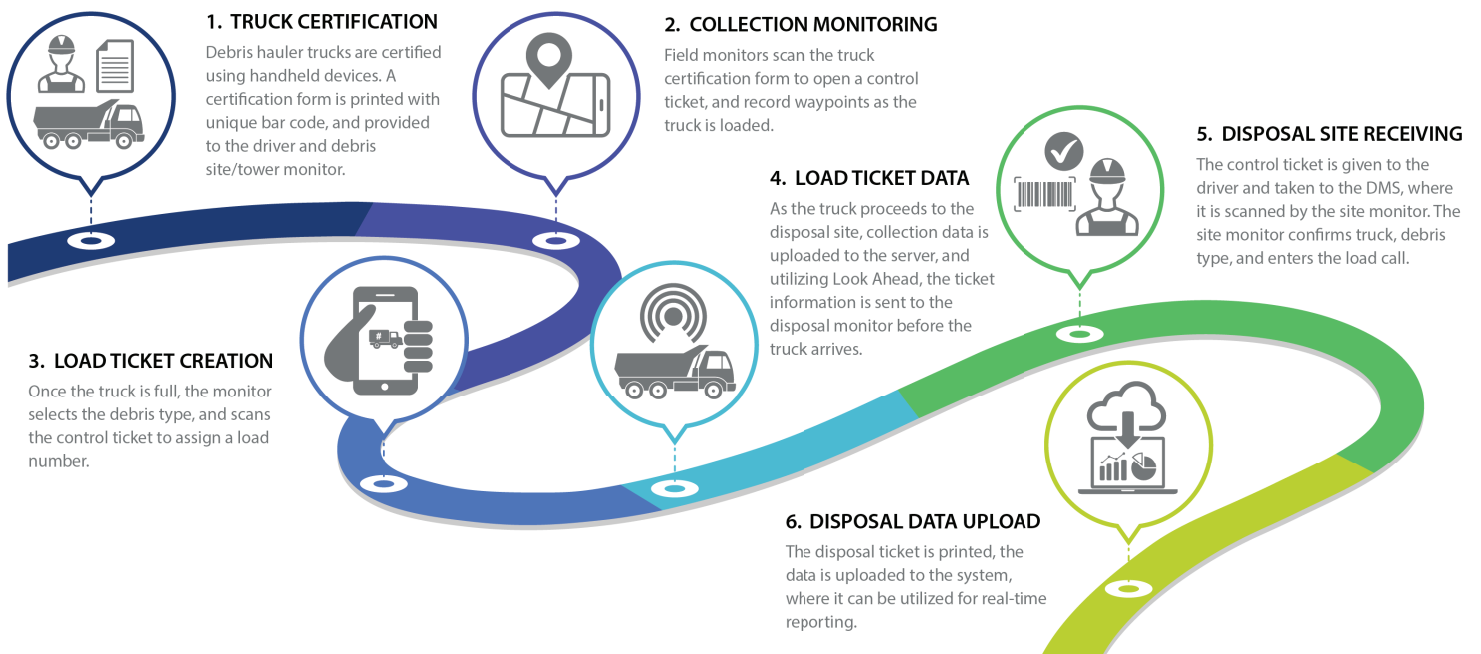 1. TRUCK CERTIFICATION
Debris hauler trucks are certified
using handheld devices. A
certification form is printed with
unique bar code, and provided
to the driver and debris
site/tower monitor.
2. COLLECTION MONITORING
Field monitors scan the truck
certification form to open a control
ticket, and record waypoints as the
truck is loaded.
3. LOAD TICKET CREATION
Once the truck is full, the monitor
selects the debris type, and scans
the control ticket to assign a load
number.
#
4. LOAD TICKET DATA
As the truck proceeds to the
disposal site, collection data is
uploaded to the server, and
utilizing Look Ahead, the ticket
information is sent to the
disposal monitor before the
truck arrives.
5. DISPOSAL SITE RECEIVING
The control ticket is given to the
driver and taken to the DMS, where
it is scanned by the site monitor. The
site monitor confirms truck, debris
type, and enters the load call.
6. DISPOSAL DATA UPLOAD
The disposal ticket is printed, the
data is uploaded to the system,
where it can be utilized for real-time
reporting.